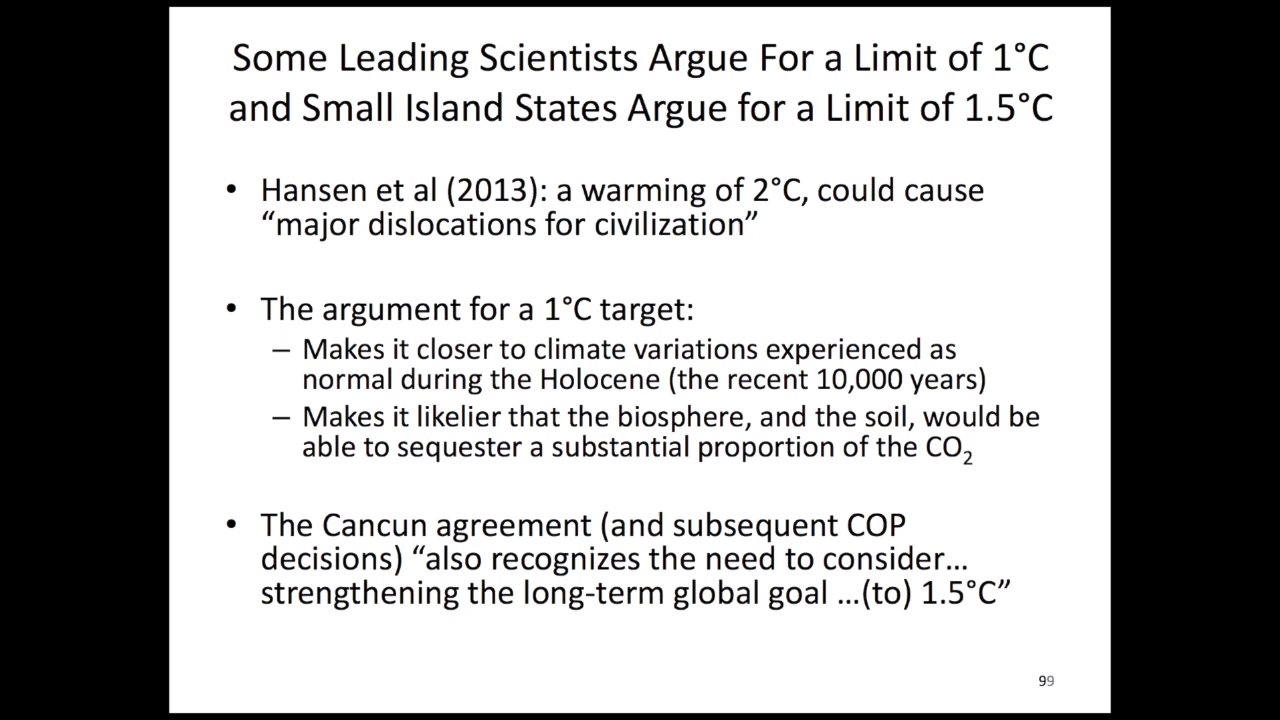 Some Leading Scientists Argue For a Limit of 1°C
and Small Island States Argue for a Limit of 1.5°C
• Hansen et al (2013): a warming of 2°C, could cause
“major dislocations for civilization”
• The argument for a 1°C target:
– Makes it closer to climate variations experienced as
normal during the Holocene (the recent 10,000 years)
– Makes it likelier that the biosphere, and the soil, would be
able to sequester a substantial proportion of the CO₂
• The Cancun agreement (and subsequent COP
decisions) “also recognizes the need to consider…
strengthening the long-term global goal …(to) 1.5°C”
99